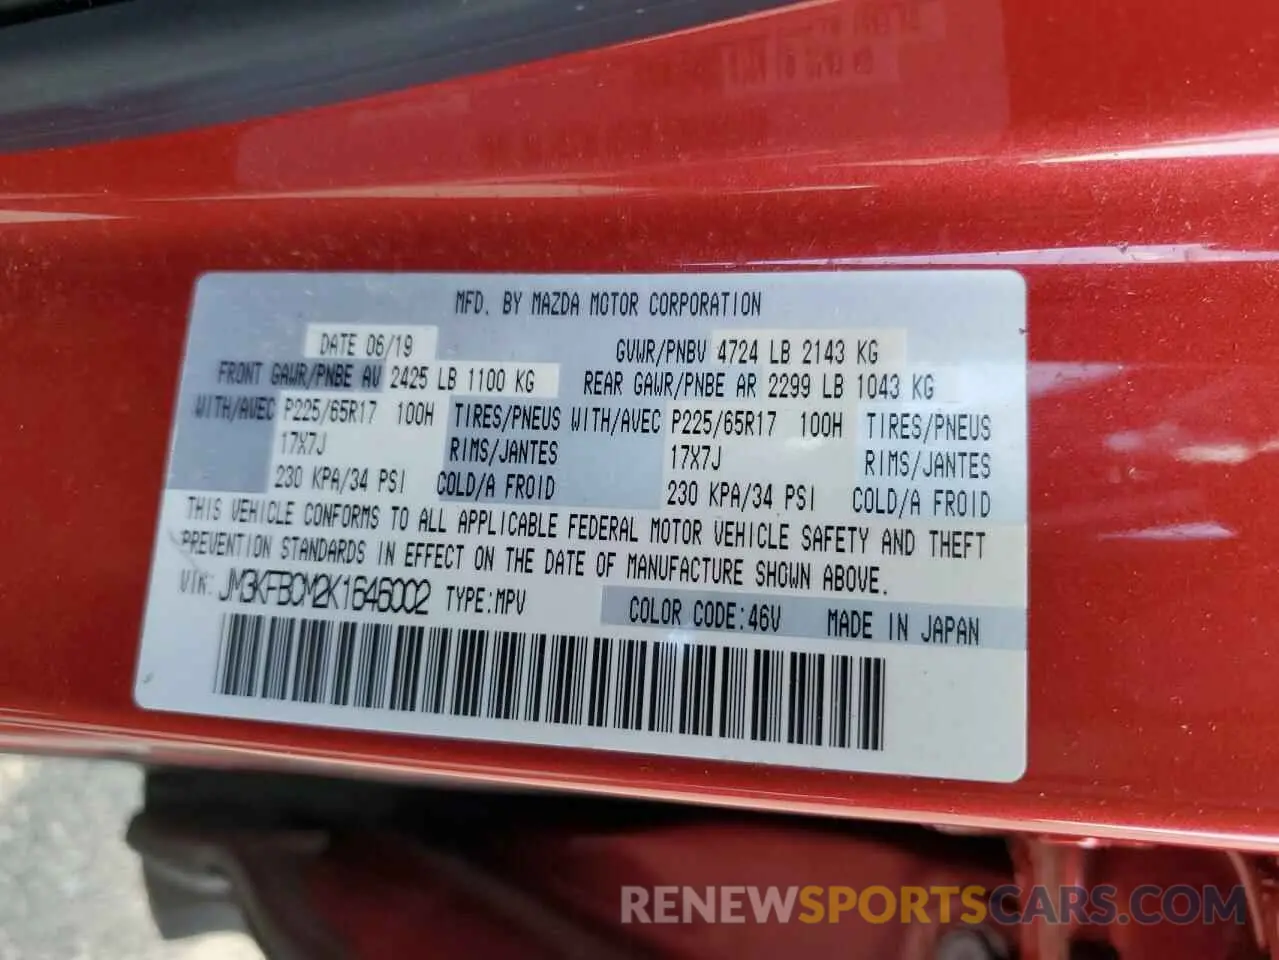 MFD. BY MAZDA MOTOR CORPORATION
DATE 06/19 GVWR/PNBV 4724 LB 2143 KG
FRONT GAWR/PNBE AV 2425 LB 1100 KG REAR GAWR/PNBE AR 2299 LB 1043 KG
WITH/AVEC P225/65R17 100H TIRES/PNEUS WITH/AVEC P225/65R17 100H TIRES/PNEUS
17X7J RIMS/JANTES 17X7J RIMS/JANTES
230 KPA/34 PSI COLD/A FROID 230 KPA/34 PSI COLD/A FROID
THIS VEHICLE CONFORMS TO ALL APPLICABLE FEDERAL MOTOR VEHICLE SAFETY AND THEFT
PREVENTION STANDARDS IN EFFECT ON THE DATE OF MANUFACTURE SHOWN ABOVE.
VIN: JM3KFBCM2K1646002 TYPE:MPV COLOR CODE:46V MADE IN JAPAN
RENEWSPORTSCARS.COM